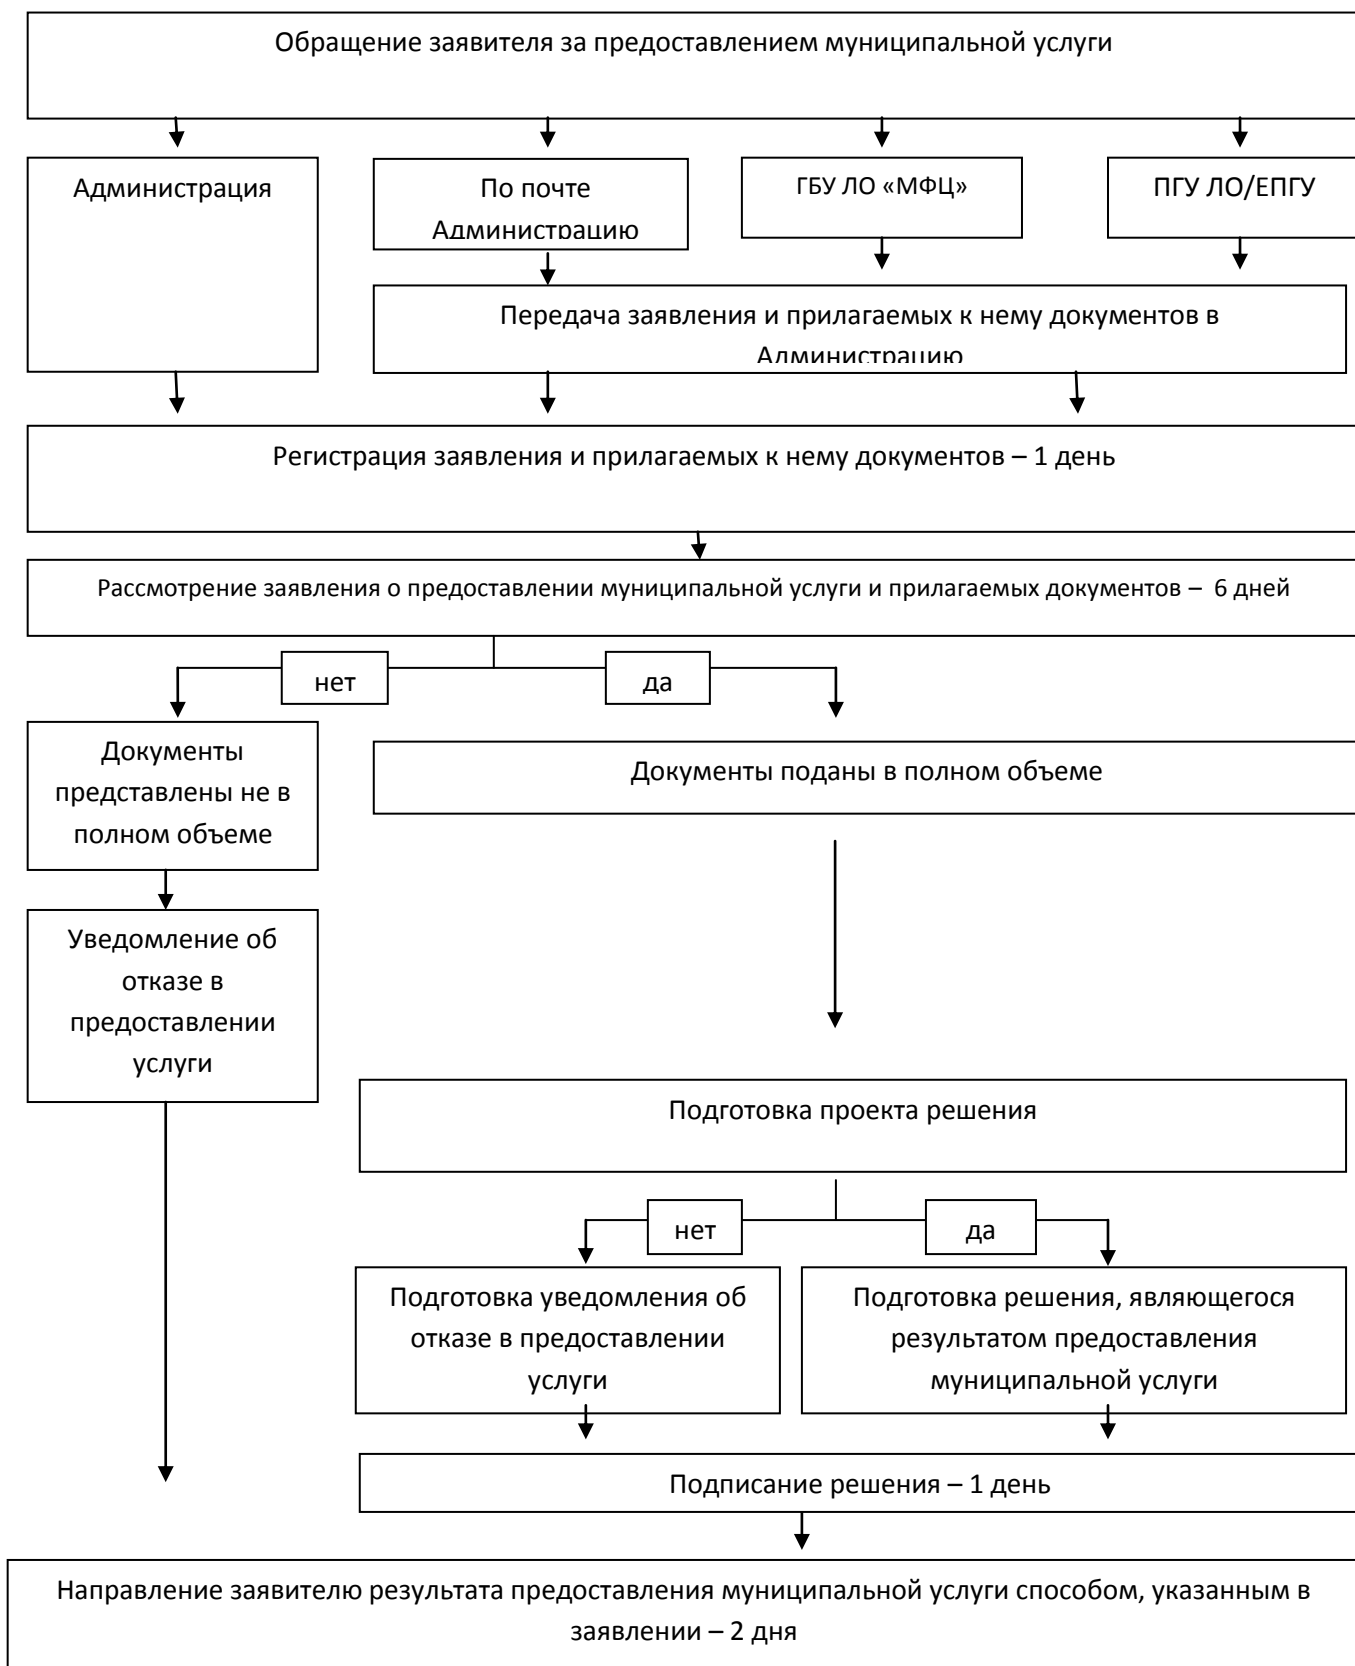 Обращение заявителя за предоставлением муниципальной услуги
Администрация
По почте
Администрацию
ГБУ ЛО «МФЦ»
ПГУ ЛО/ЕПГУ
Передача заявления и прилагаемых к нему документов в
Администрацию
Регистрация заявления и прилагаемых к нему документов – 1 день
Рассмотрение заявления о предоставлении муниципальной услуги и прилагаемых документов – 6 дней
нет
да
Документы
представлены не в
полном объеме
Документы поданы в полном объеме
Уведомление об
отказе в
предоставлении
услуги
Подготовка проекта решения
нет
да
Подготовка уведомления об
отказе в предоставлении
услуги
Подготовка решения, являющегося
результатом предоставления
муниципальной услуги
Подписание решения – 1 день
Направление заявителю результата предоставления муниципальной услуги способом, указанным в
заявлении – 2 дня